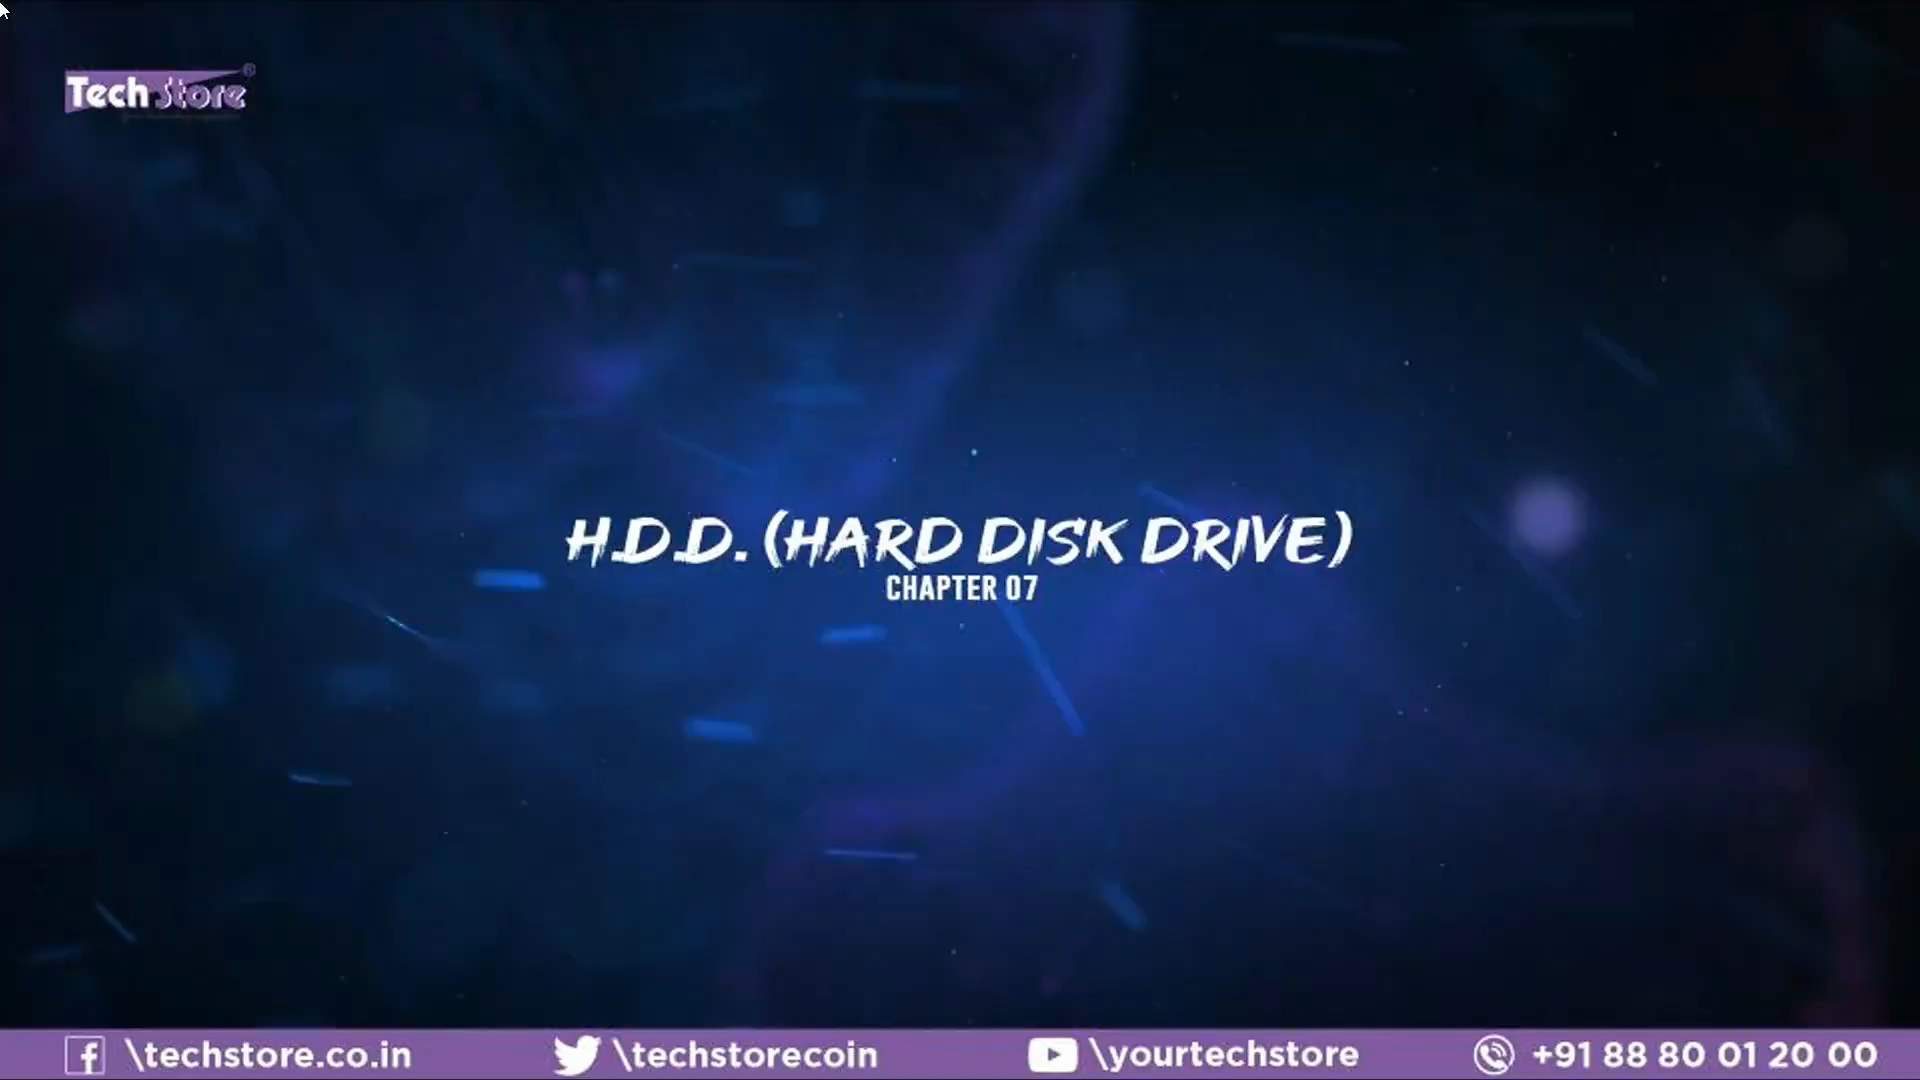 Tech Store®
H.D.D. (HARD DISK DRIVE)
CHAPTER 07
\techstore.co.in
\techstorecoin
\yourtechstore
+91 88 80 01 20 00